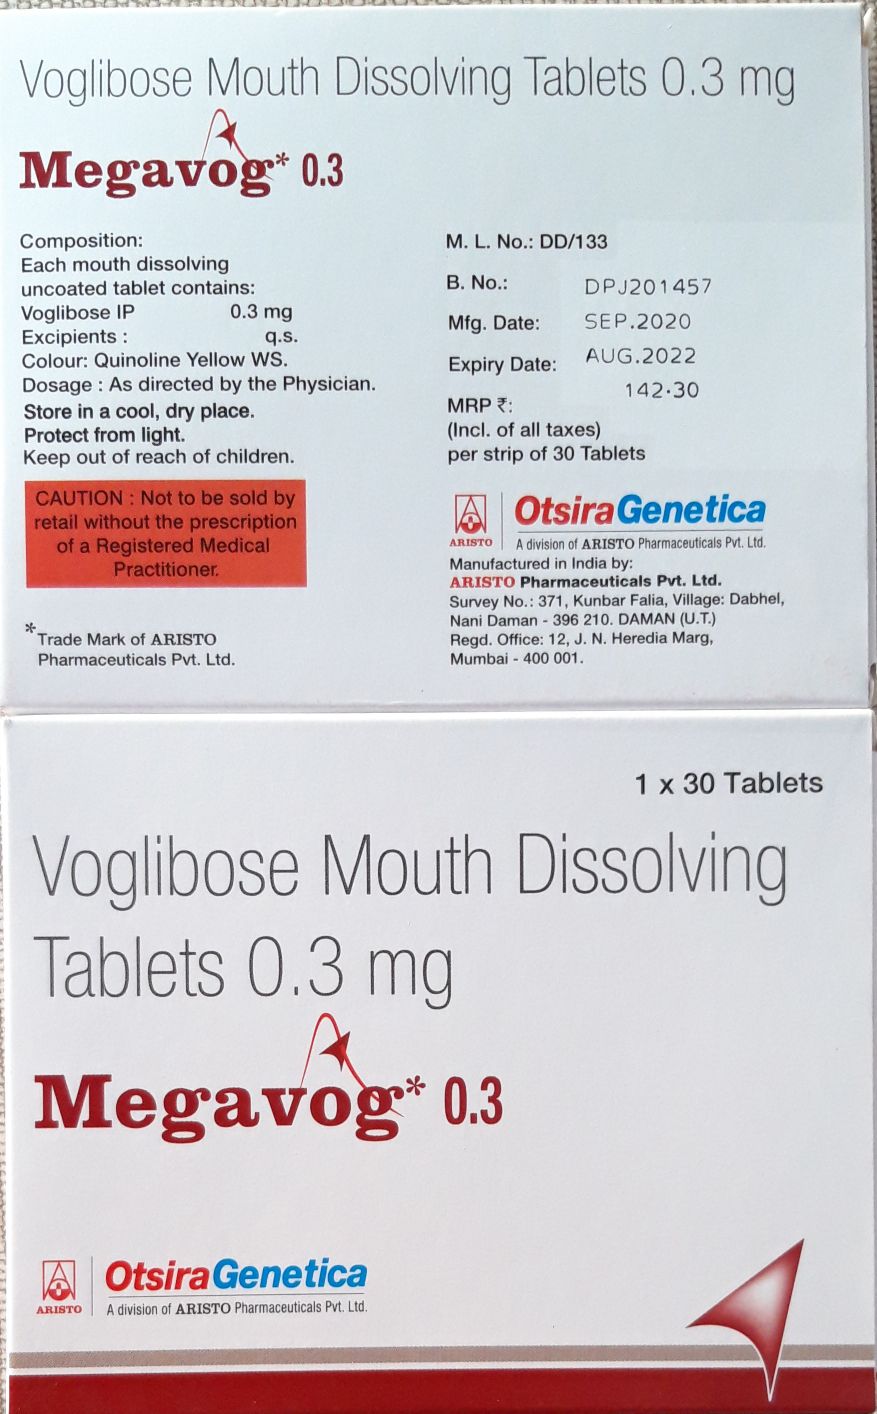 Voglibose Mouth Dissolving Tablets 0.3 mg
Megavog* 0.3
Composition:
Each mouth dissolving
uncoated tablet contains:
Voglibose IP 0.3 mg
Excipients : q.s.
Colour: Quinoline Yellow WS.
Dosage : As directed by the Physician.
Store in a cool, dry place.
Protect from light.
Keep out of reach of children.
CAUTION : Not to be sold by
retail without the prescription
of a Registered Medical
Practitioner.
*Trade Mark of ARISTO
Pharmaceuticals Pvt. Ltd.
M. L. No.: DD/133
B. No.: DPJ201457
Mfg. Date: SEP.2020
Expiry Date: AUG.2022
MRP ₹: 142.30
(Incl. of all taxes)
per strip of 30 Tablets
ARISTO
OtsiraGenetica
A division of ARISTO Pharmaceuticals Pvt. Ltd.
Manufactured in India by:
ARISTO Pharmaceuticals Pvt. Ltd.
Survey No.: 371, Kunbar Falia, Village: Dabhel,
Nani Daman - 396 210. DAMAN (U.T.)
Regd. Office: 12, J. N. Heredia Marg,
Mumbai - 400 001.
1 x 30 Tablets
Voglibose Mouth Dissolving
Tablets 0.3 mg
Megavog* 0.3
ARISTO
OtsiraGenetica
A division of ARISTO Pharmaceuticals Pvt. Ltd.